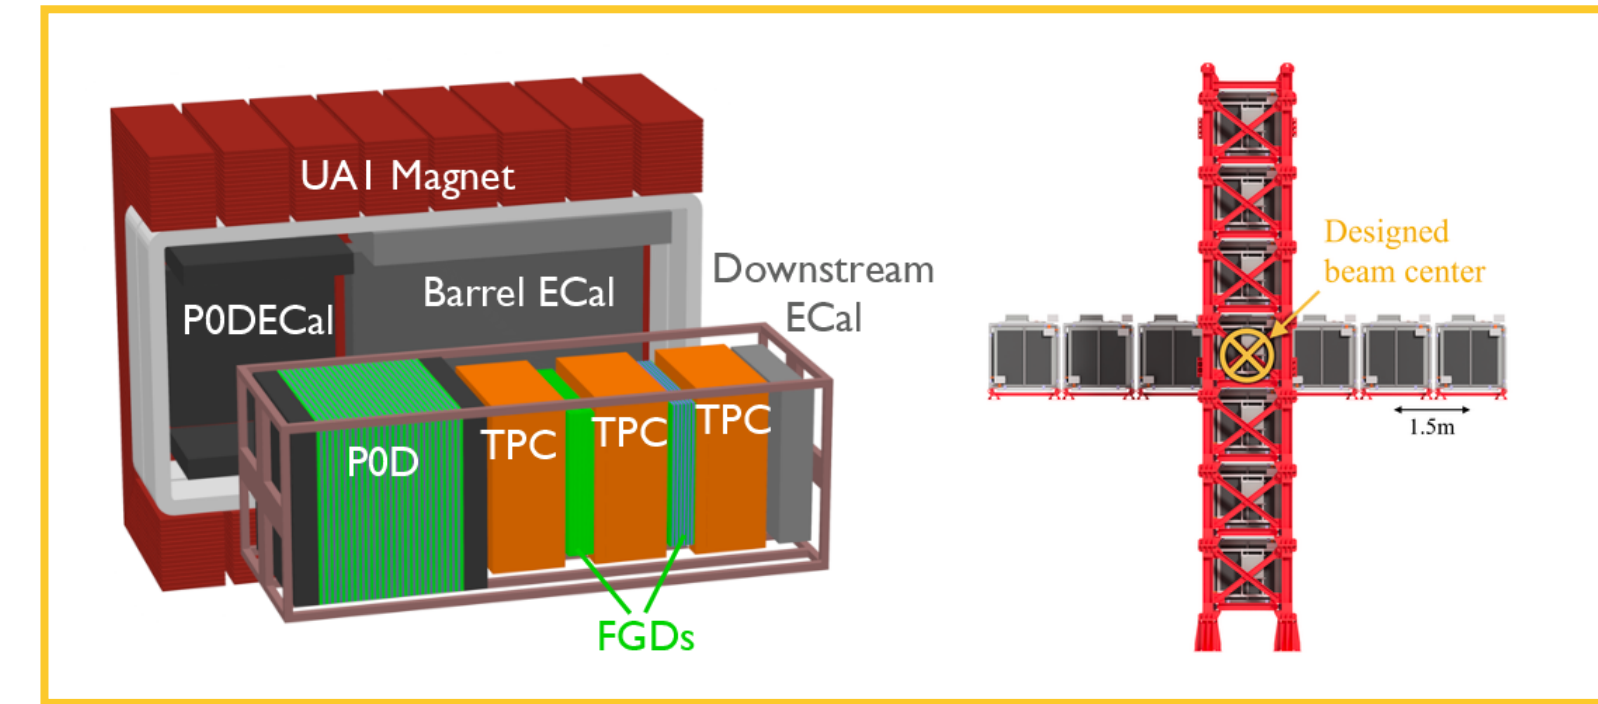 UA1 Magnet
Barrel ECal
P0DECal
Downstream
ECal
P0D
TPC
TPC
TPC
FGDs
Designed
beam center
1.5m